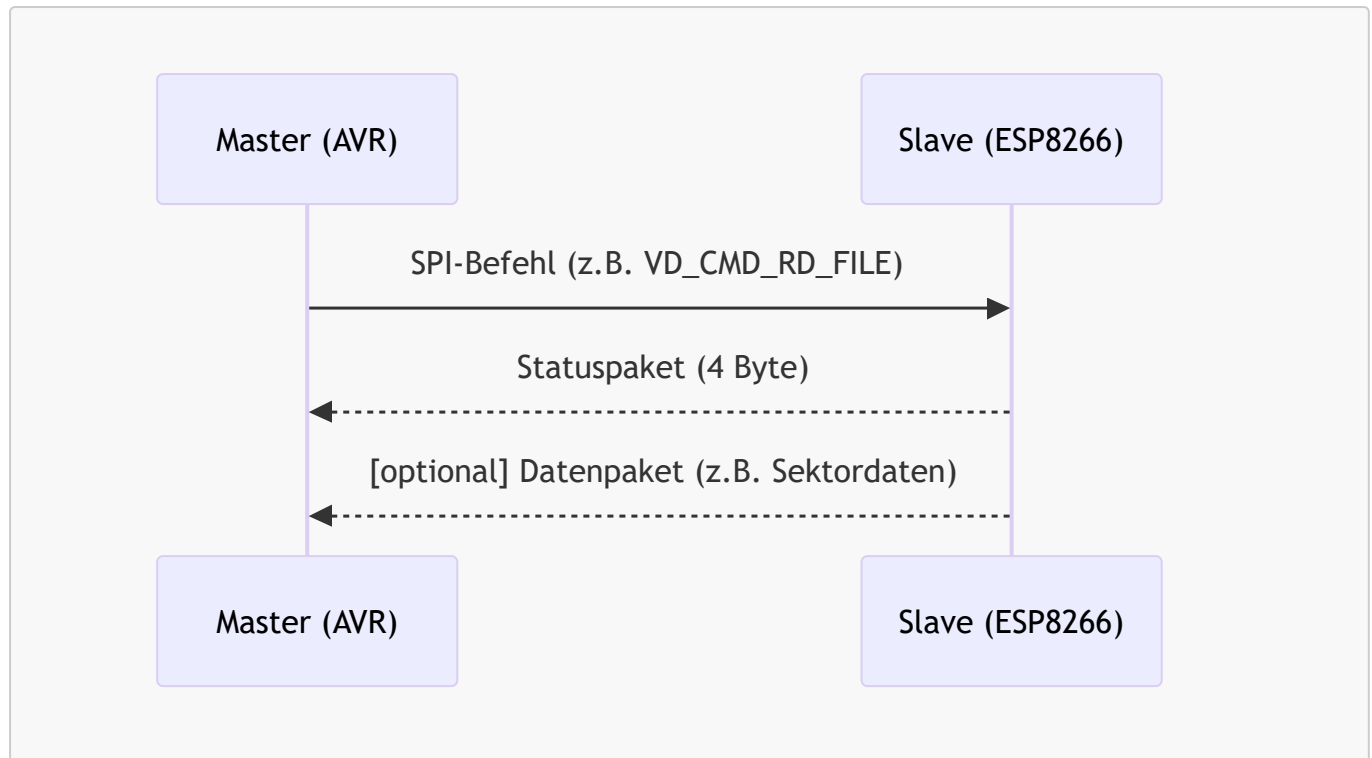 Master (AVR)
Slave (ESP8266)
SPI-Befehl (z.B. VD_CMD_RD_FILE)
Statuspaket (4 Byte)
[optional] Datenpaket (z.B. Sektordaten)
Master (AVR)
Slave (ESP8266)